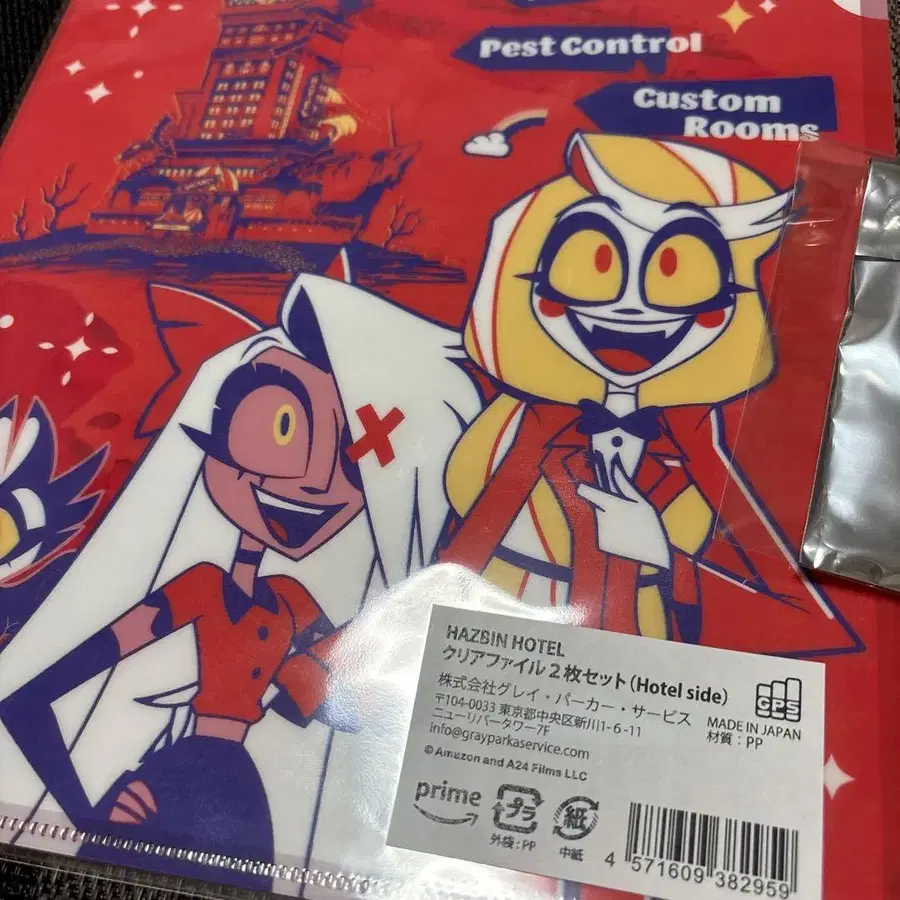 Pest Control
Custom
Rooms
HAZBIN HOTEL
クリアファイル2枚セット(Hotel side)
株式会社グレイ・パーカー・サービス
〒104-0033 東京都中央区新川1-6-11
ニューリバータワー7F
info@grayparkaservice.com
GPS
MADE IN JAPAN
材質:PP
© Amazon and A24 Films LLC
prime
プラ
外袋:PP
紙
中紙
4 571609 382959